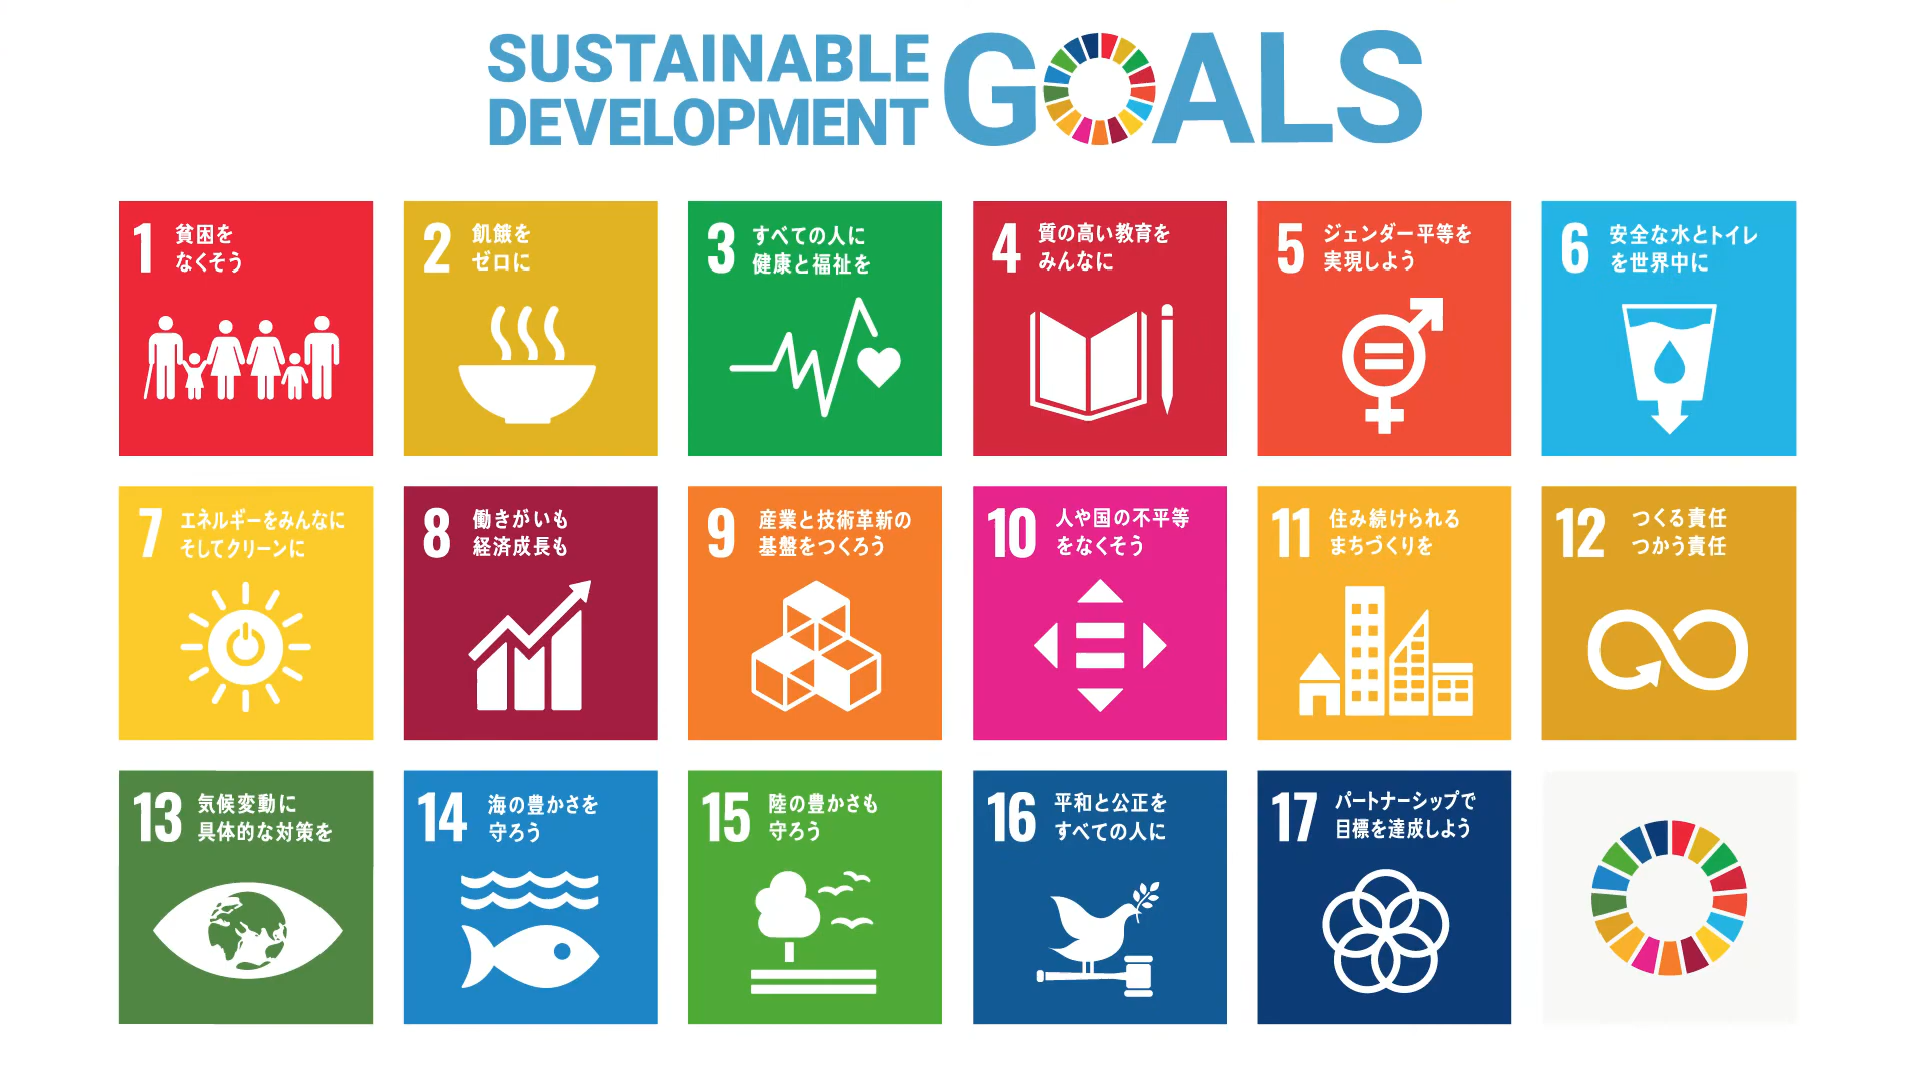 SUSTAINABLE
DEVELOPMENT
GOALS
1 貧困を
なくそう
2 飢餓を
ゼロに
3 すべての人に
健康と福祉を
4 質の高い教育を
みんなに
5 ジェンダー平等を
実現しよう
6 安全な水とトイレ
を世界中に
7 エネルギーをみんなに
そしてクリーンに
8 働きがいも
経済成長も
9 産業と技術革新の
基盤をつくろう
10 人や国の不平等
をなくそう
11 住み続けられる
まちづくりを
12 つくる責任
つかう責任
13 気候変動に
具体的な対策を
14 海の豊かさを
守ろう
15 陸の豊かさも
守ろう
16 平和と公正を
すべての人に
17 パートナーシップで
目標を達成しよう